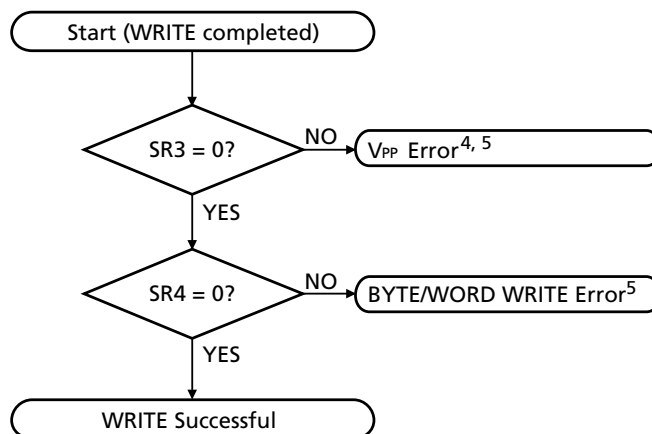 Start (WRITE completed)
SR3 = 0?
NO
VPP Error4, 5
YES
SR4 = 0?
NO
BYTE/WORD WRITE Error5
YES
WRITE Successful